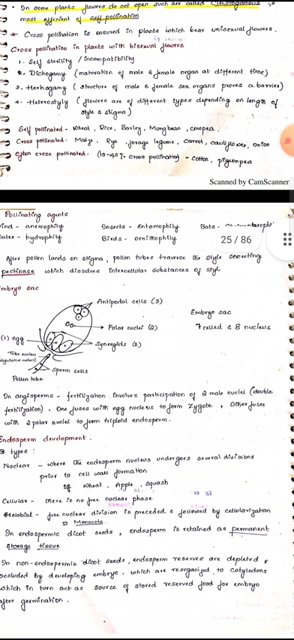 In some plants flowers do not open such are called
most efficient of self pollination
* Cross pollination is ensured in plants which bear unisexual flowers.
Cross pollination in plants with bisexual flowers
1. Self sterility / Incompatibility
2. Dichogamy (maturation of male & female organ at different time)
3. Herkogamy (structure of male & female sex organs proves a barrier)
4. Heterostyly (flowers are of different types depending on length of
style & stigma)
Self pollinated - Wheat, Rice, Barley, Mungbean, cowpea.
Cross pollinated - Maize, Rye, forage legume, Carrot, cauliflower, onion
Often cross pollinated - (10-40% cross pollination) - cotton, pigeonpea
Scanned by CamScanner
Pollinating agents
ind - anemophily Insects - entomophily Bats -
ater - hydrophily Birds - ornithophily 25 / 86
After pollen lands on stigma, pollen tubes traverse the style secreting
pectinase which dissolves intercellular substances of style
Embryo sac
Antipodal cells (3) Embryo sac
Polar nuclei (2) 7 celled & 8 nucleus
(1) egg Synergids (2)
Tube nucleus
Sperm cells
Pollen tube
In angiosperms - fertilization involves participation of 2 male nuclei (double
fertilization). One fuses with egg nucleus to form zygote, Other fuses
with 2 polar nuclei to form triploid endosperm.
Endosperm development.
3 types:
Nuclear - where the endosperm nucleus undergoes several divisions
prior to cell wall formation
eg. Wheat, Apple, squash
Cellular - there is no free nuclear phase
Helobial - free nuclear division is preceded & followed by cellularization
eg Monocots
In endospermic dicot seeds, endosperm is retained as permanent
storage tissue
In non-endospermic dicot seeds, endosperm reserves are depleted
occluded by developing embryo, which are reorganized to cotyledons
which in turn act as source of stored reserved food for embryo
after germination.